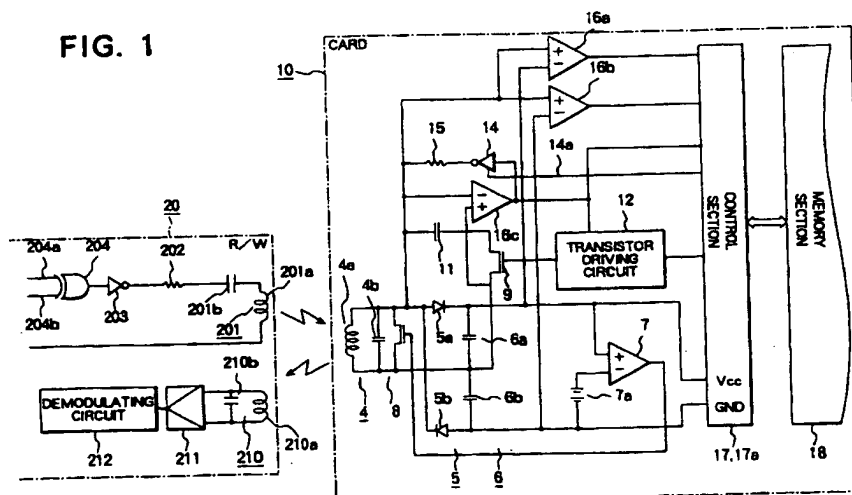 FIG. 1
CARD
10
16a
16b
15
14
14a
16c
12
TRANSISTOR
DRIVING
CIRCUIT
11
9
CONTROL
SECTION
MEMORY
SECTION
20
R/W
204a
204
202
201a
204b
203
201b
201
4a
4b
5a
6a
7
210b
DEMODULATING
CIRCUIT
4
8
5b
6b
7a
Vcc
GND
212
211
210
210a
5
6
17,17a
18